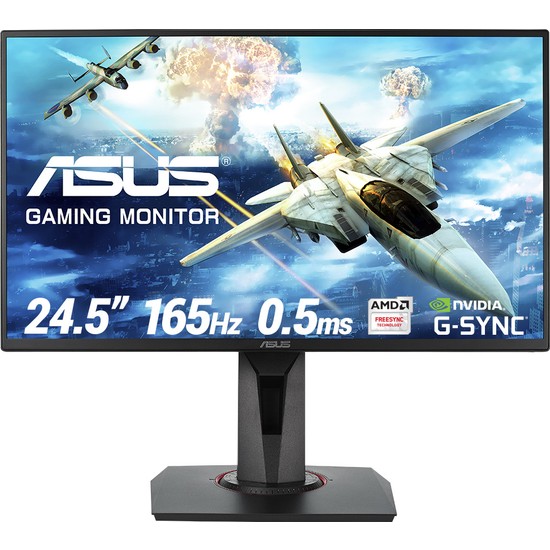 ASUS®
GAMING MONITOR
24.5” 165Hz 0.5ms
AMD
FREESYNC
TECHNOLOGY
NVIDIA
G-SYNC
ASUS